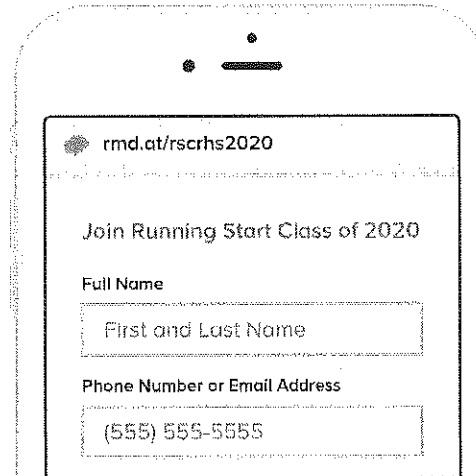 rmd.at/rscrhs2020
Join Running Start Class of 2020
Full Name
First and Last Name
Phone Number or Email Address
(555) 555-5555